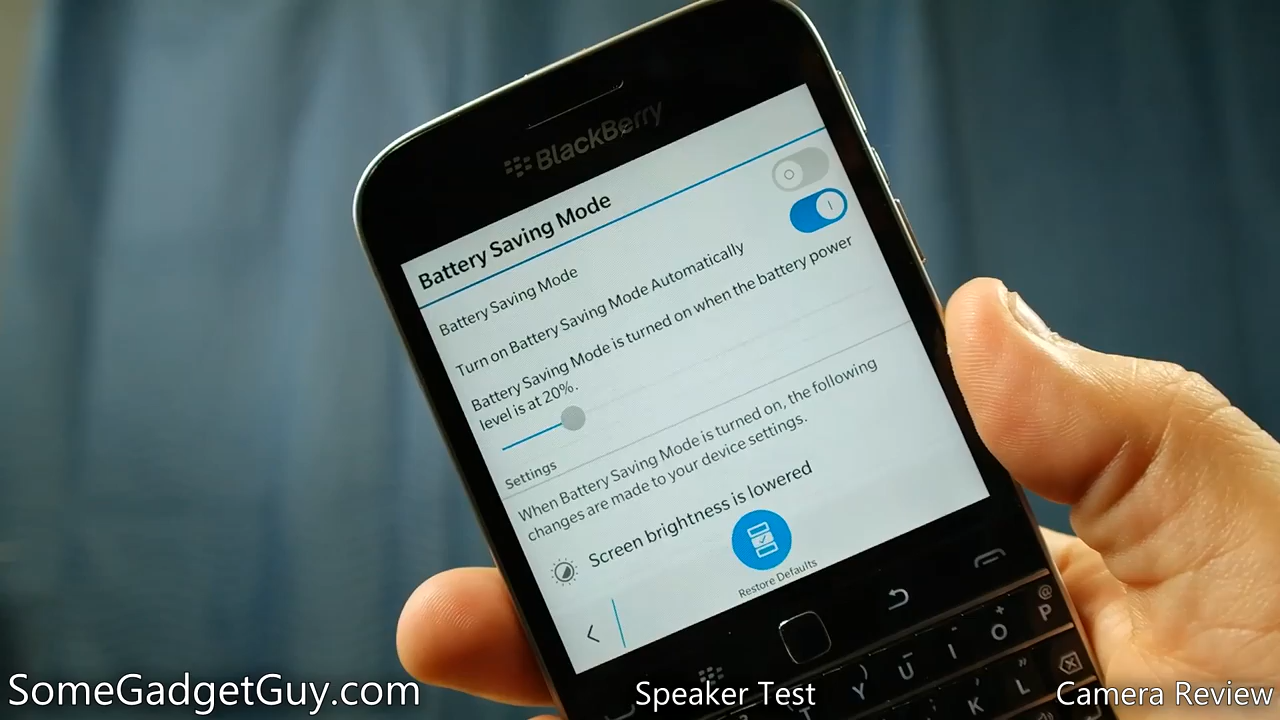 BlackBerry
Battery Saving Mode
Battery Saving Mode
Turn on Battery Saving Mode Automatically
Battery Saving Mode is turned on when the battery power
level is at 20%.
Settings
When Battery Saving Mode is turned on, the following
changes are made to your device settings.
Screen brightness is lowered
Restore Defaults
@
T Y U I O P
K L
SomeGadgetGuy.com
Speaker Test
Camera Review